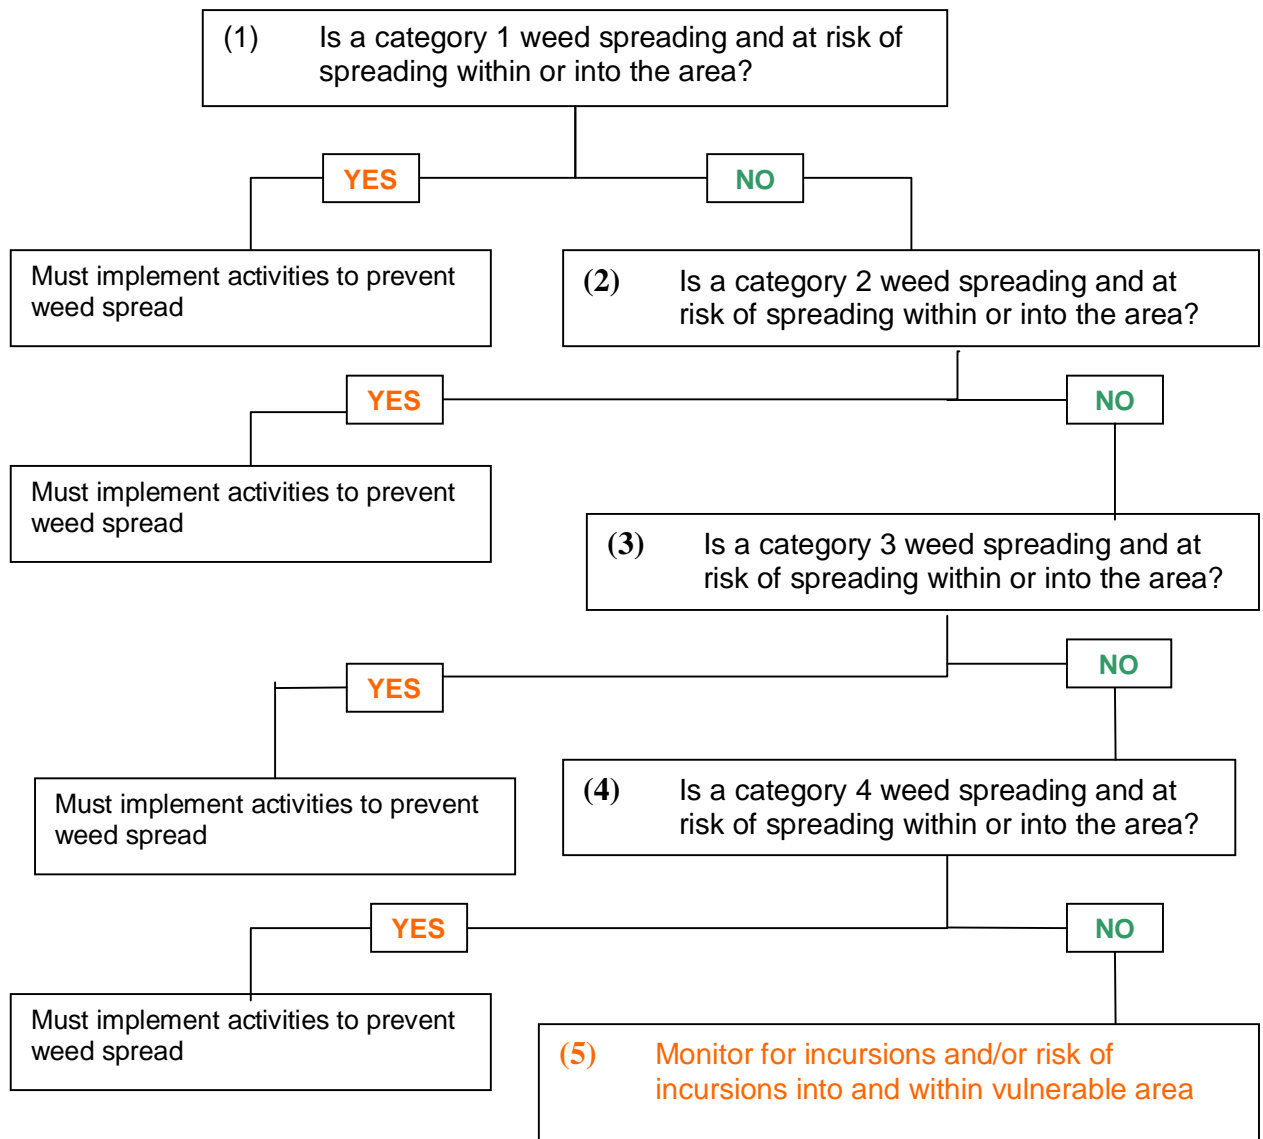 (1) Is a category 1 weed spreading and at risk of
spreading within or into the area?
YES
NO
Must implement activities to prevent
weed spread
(2) Is a category 2 weed spreading and at
risk of spreading within or into the area?
YES
NO
Must implement activities to prevent
weed spread
(3) Is a category 3 weed spreading and at
risk of spreading within or into the area?
YES
NO
Must implement activities to prevent
weed spread
(4) Is a category 4 weed spreading and at
risk of spreading within or into the area?
YES
NO
Must implement activities to prevent
weed spread
(5) Monitor for incursions and/or risk of
incursions into and within vulnerable area